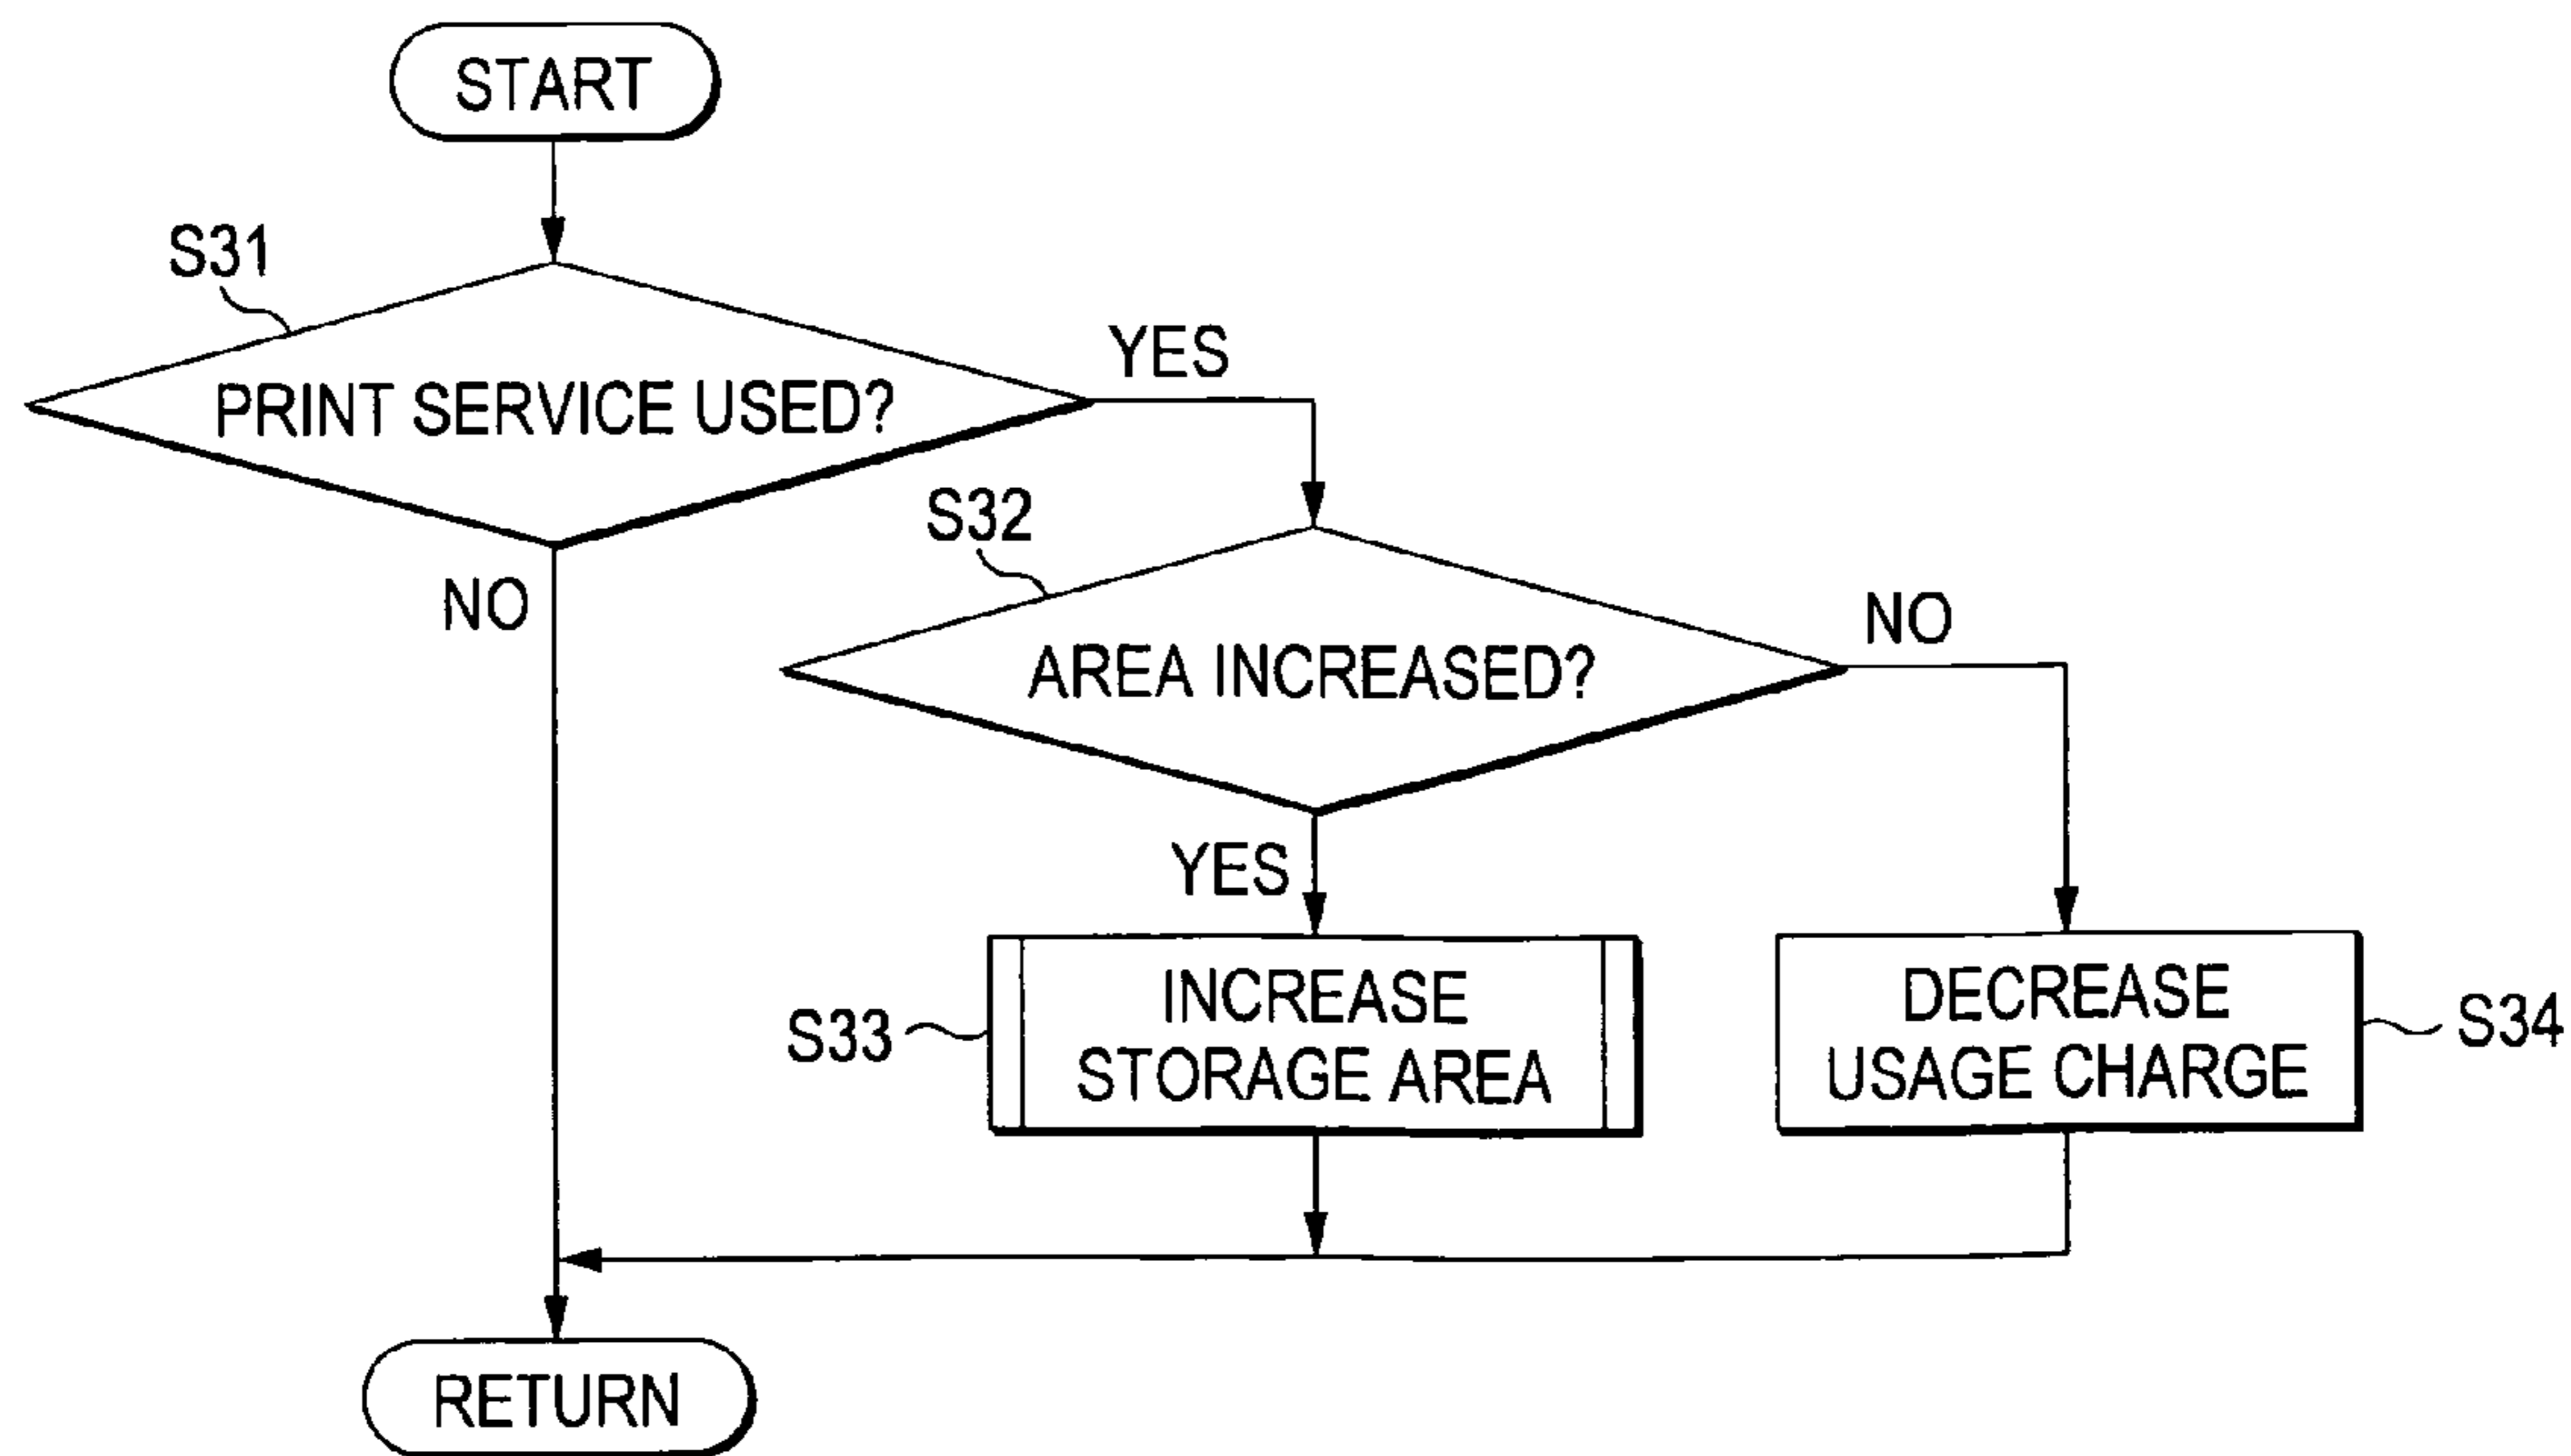 START
S31
PRINT SERVICE USED?
YES
NO
S32
AREA INCREASED?
NO
YES
S33
INCREASE
STORAGE AREA
DECREASE
USAGE CHARGE
S34
RETURN